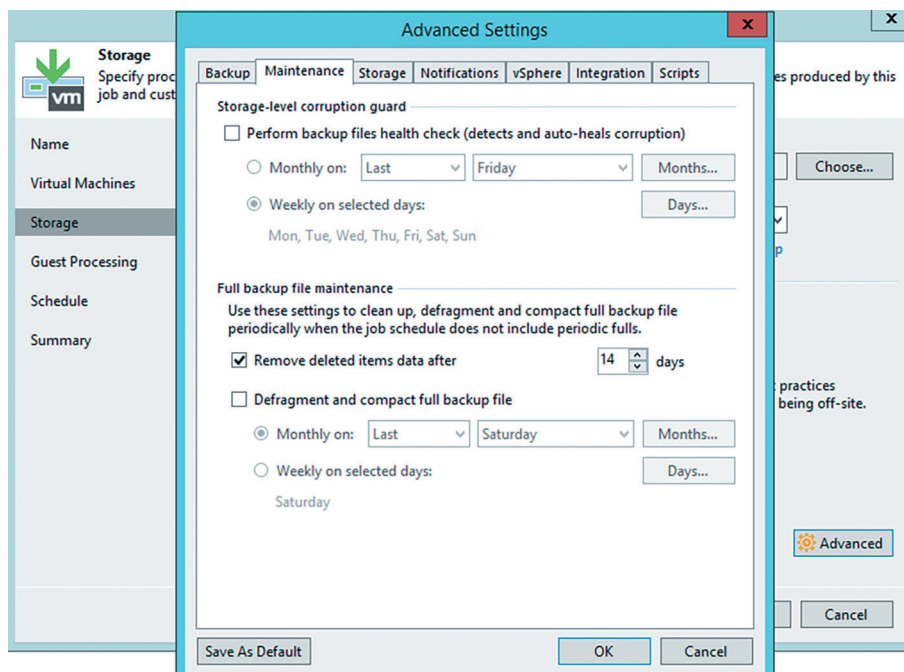 Advanced Settings
X
X
Storage
Specify proc
job and cust
es produced by this
vm
Name
Virtual Machines
Storage
Guest Processing
Schedule
Summary
Backup Maintenance Storage Notifications vSphere Integration Scripts
Storage-level corruption guard
Perform backup files health check (detects and auto-heals corruption)
Monthly on: Last Friday Months...
Weekly on selected days: Days...
Mon, Tue, Wed, Thu, Fri, Sat, Sun
Full backup file maintenance
Use these settings to clean up, defragment and compact full backup file
periodically when the job schedule does not include periodic fulls.
Remove deleted items data after 14 days
Defragment and compact full backup file
Monthly on: Last Saturday Months...
Weekly on selected days: Days...
Saturday
Save As Default OK Cancel
Choose...
p
practices
being off-site.
Advanced
Cancel